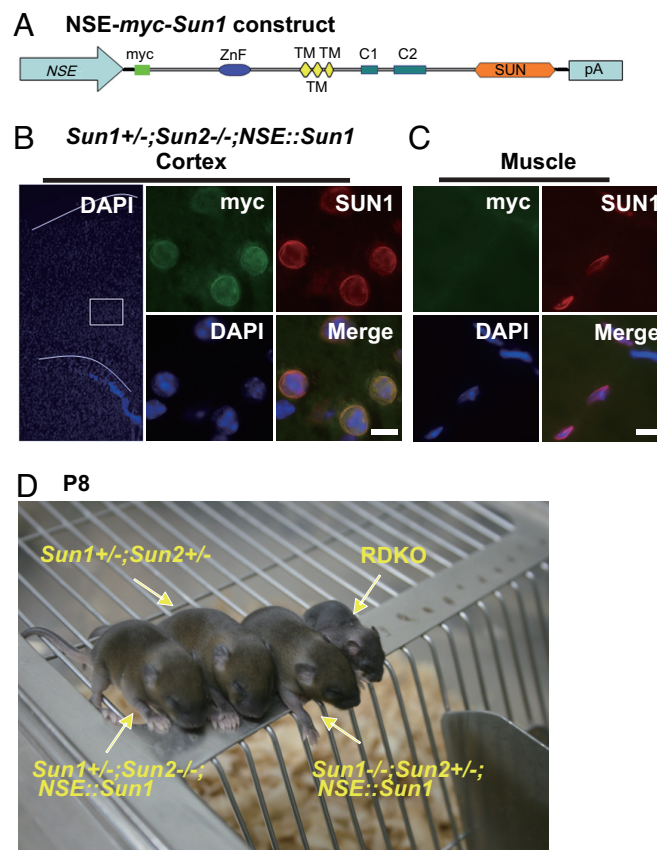 A NSE-myc-Sun1 construct
NSE myc ZnF TM TM TM C1 C2 SUN pA
B Sun1+/-;Sun2-/-;NSE::Sun1
Cortex
DAPI
myc
SUN1
DAPI
Merge
C Muscle
myc
SUN1
DAPI
Merge
D P8
Sun1+/-;Sun2+/-
RDKO
Sun1+/-;Sun2-/-;
NSE::Sun1
Sun1-/-;Sun2+/-;
NSE::Sun1